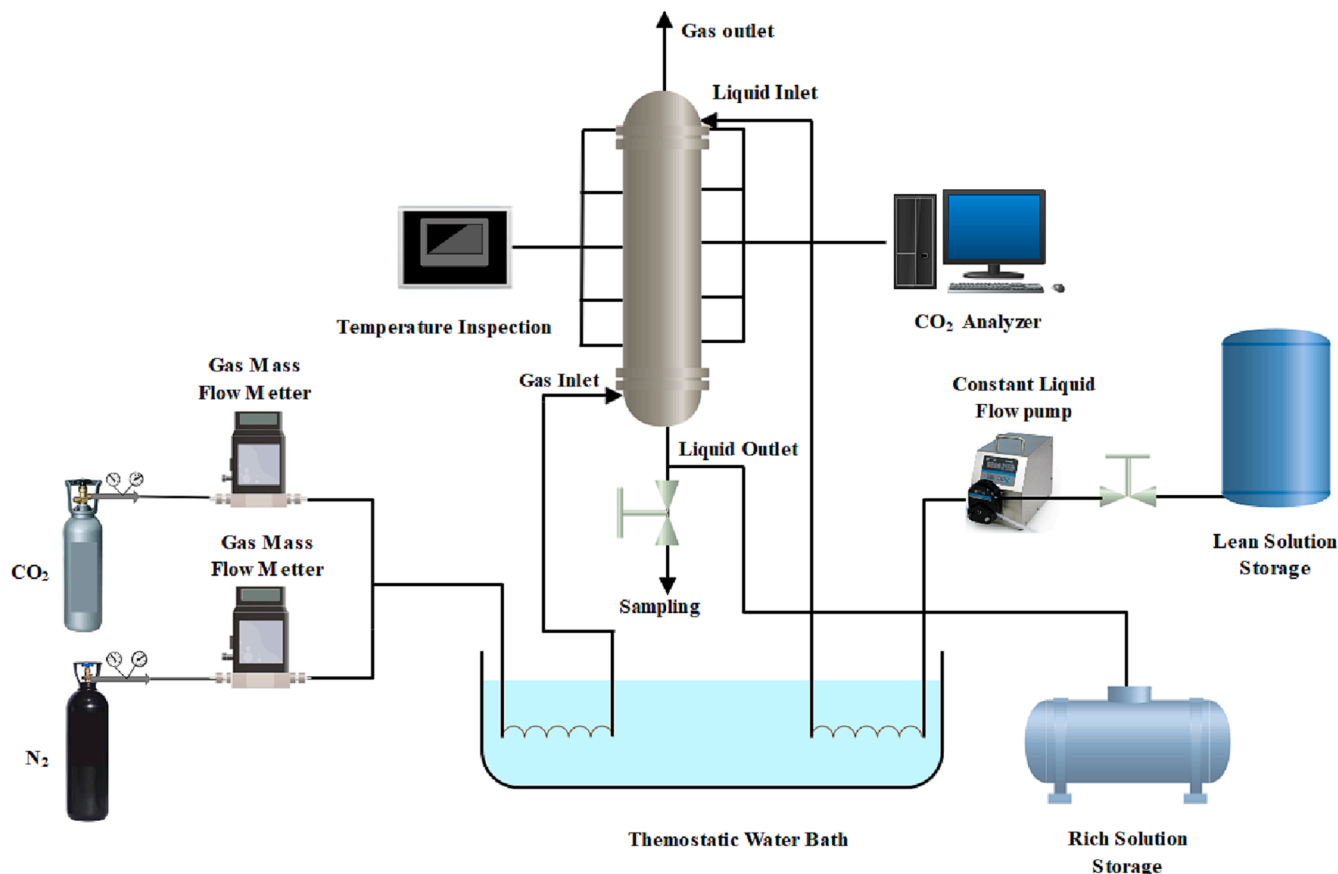 Gas outlet
Liquid Inlet
Temperature Inspection
CO₂ Analyzer
Gas Mass
Flow Metter
Gas Inlet
Constant Liquid
Flow pump
Liquid Outlet
CO₂
Gas Mass
Flow Metter
Lean Solution
Storage
Sampling
N₂
Themostatic Water Bath
Rich Solution
Storage